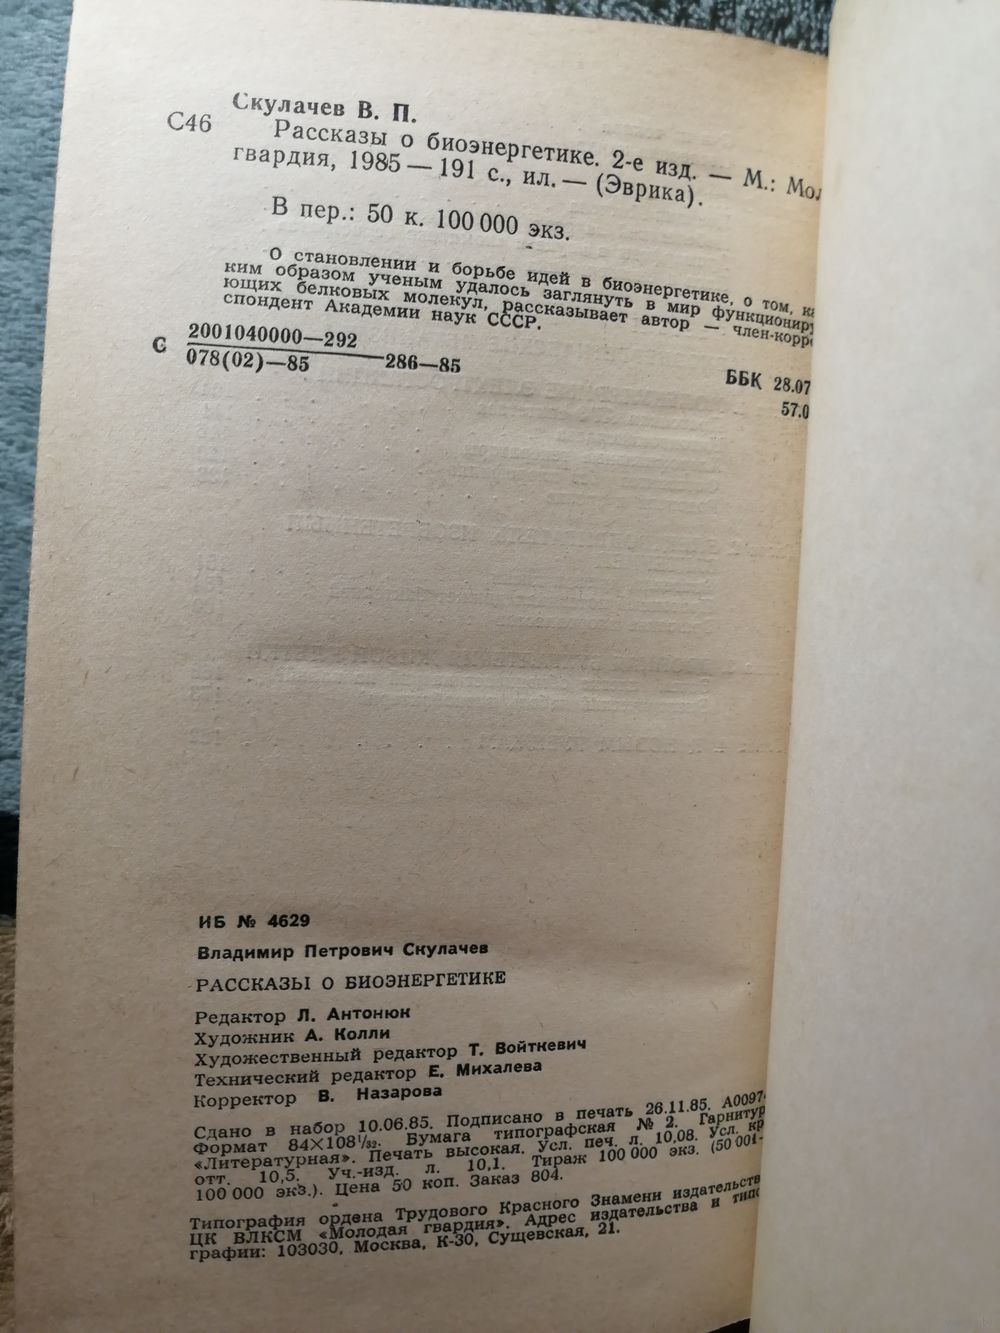 Скулачев В. П.
С46
Рассказы о биоэнергетике. 2-е изд. — М.: Мол
гвардия, 1985 — 191 с., ил. — (Эврика).
В пер.: 50 к. 100 000 экз.
О становлении и борьбе идей в биоэнергетике, о том, ка
ким образом ученым удалось заглянуть в мир функциониру
ющих белковых молекул, рассказывает автор — член-корре
спондент Академии наук СССР.
С 2001040000—292
078(02)—85 286—85
ББК 28.07
57.0
ИБ № 4629
Владимир Петрович Скулачев
РАССКАЗЫ О БИОЭНЕРГЕТИКЕ
Редактор Л. Антонюк
Художник А. Колли
Художественный редактор Т. Войткевич
Технический редактор Е. Михалева
Корректор В. Назарова
Сдано в набор 10.06.85. Подписано в печать 26.11.85. А0097
Формат 84×108¹/₃₂. Бумага типографская № 2. Гарнитур
«Литературная». Печать высокая. Усл. печ. л. 10,08. Усл. кр
отт. 10,5. Уч.-изд. л. 10,1. Тираж 100 000 экз. (50 001—
100 000 экз.). Цена 50 коп. Заказ 804.
Типография ордена Трудового Красного Знамени издательств
ЦК ВЛКСМ «Молодая гвардия». Адрес издательства и типо
графии: 103030, Москва, К-30, Сущевская, 21.